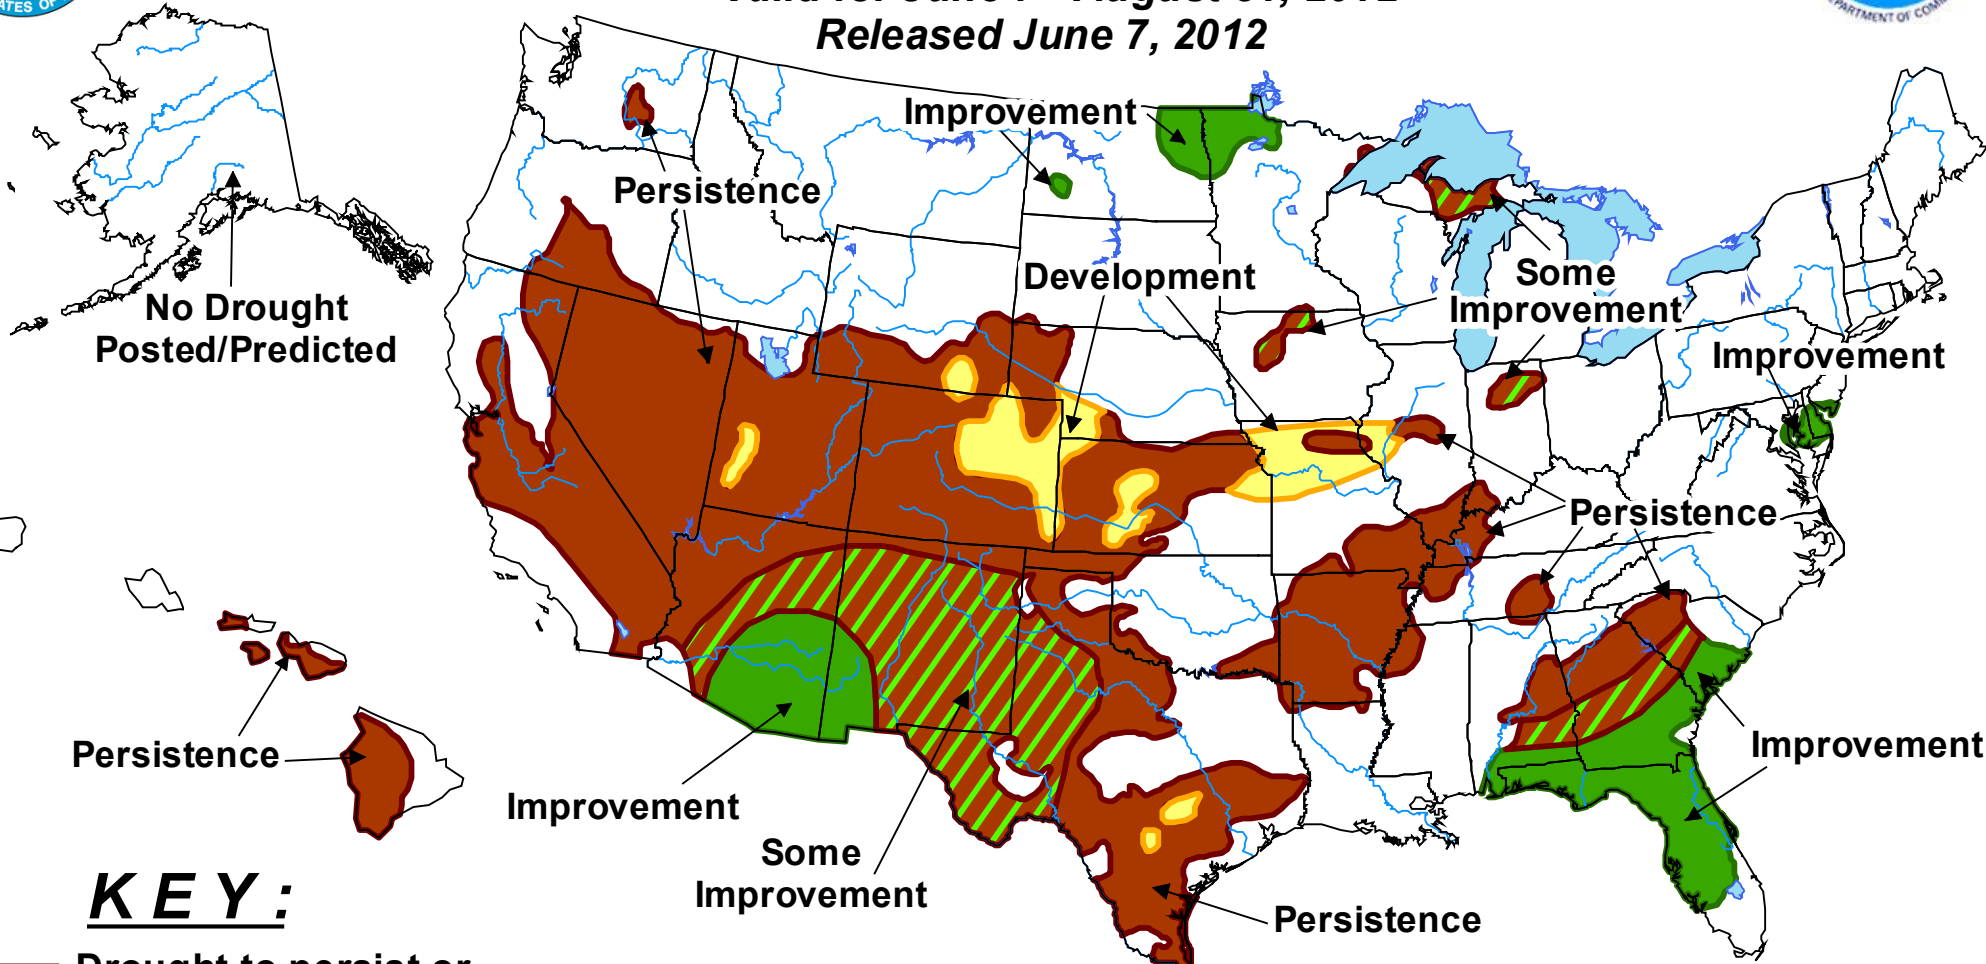 Released June 7, 2012
Improvement
Persistence
No Drought
Posted/Predicted
Development
Some
Improvement
Improvement
Persistence
Persistence
Improvement
Improvement
Some
Improvement
Persistence
KEY: